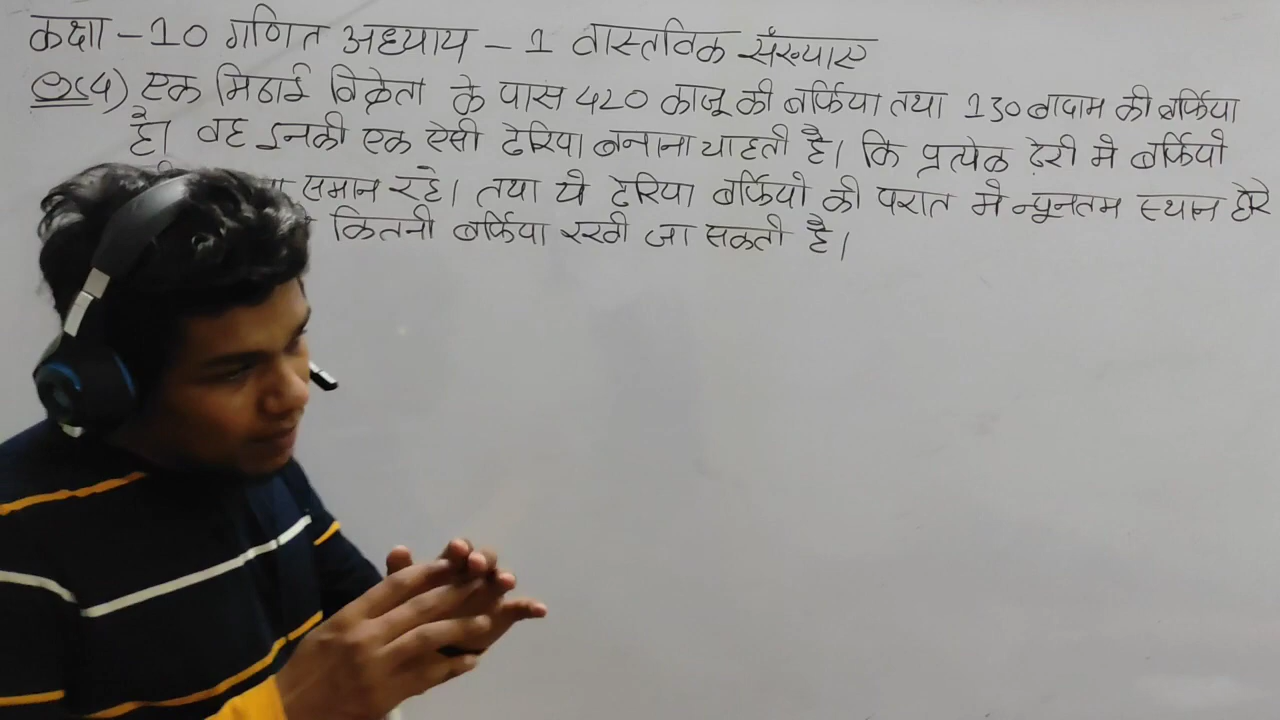 कक्षा - 10 गणित अध्याय - 1 वास्तविक संख्याए
Q(4) एक मिठाई विक्रेता के पास 420 काजू की बर्फिया तथा 130 बादाम की बर्फिया
है। वह इनकी एक ऐसी ढेरिया बनाना चाहती है। कि प्रत्येक ढ़ेरी मे बर्फियो
समान रहे। तथा ये ढेरिया बर्फियो की परात मे न्यूनतम स्थान घेरे
कितनी बर्फिया रखी जा सकती है।